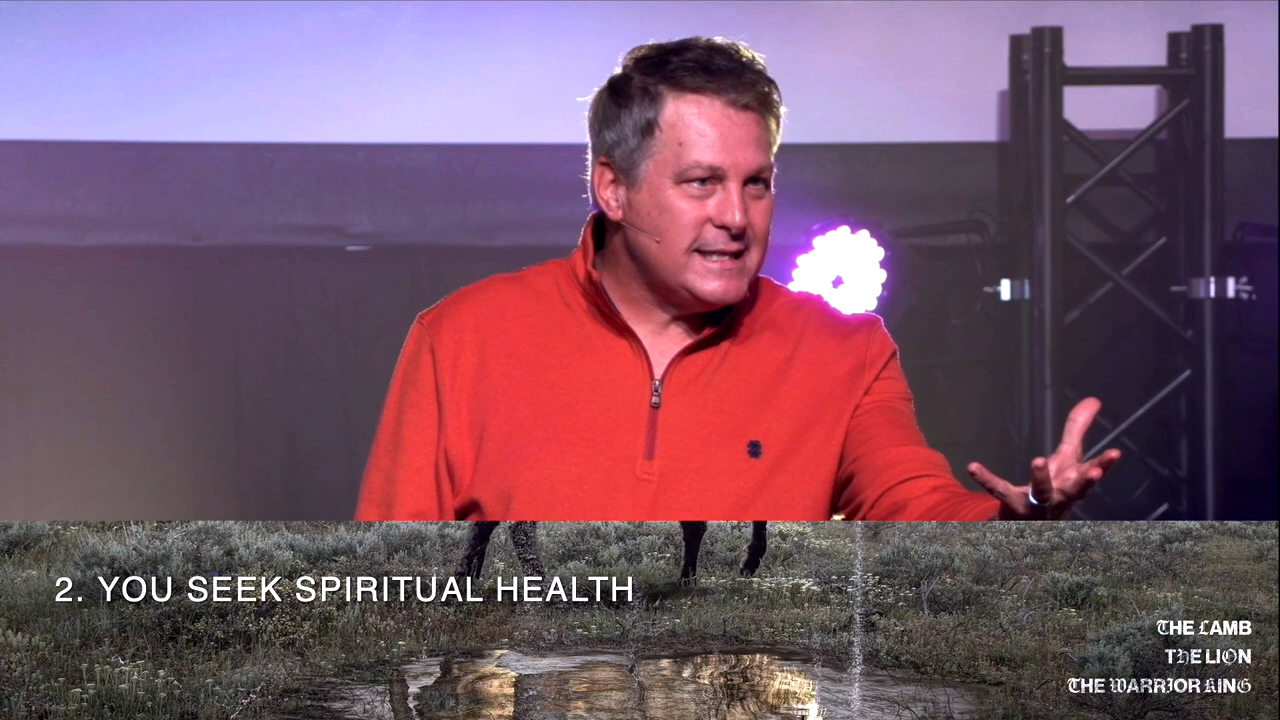 2. YOU SEEK SPIRITUAL HEALTH
THE LAMB
THE LION
THE WARRIOR KING